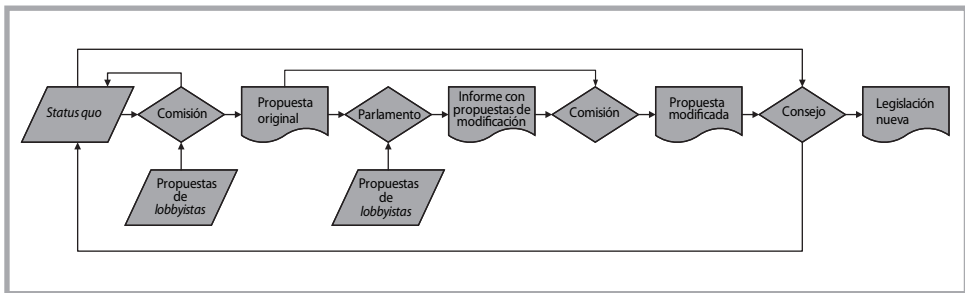 Status quo
Comisión
Propuesta
original
Parlamento
Informe con
propuestas de
modificación
Comisión
Propuesta
modificada
Consejo
Legislación
nueva
Propuestas
de
lobbyistas
Propuestas
de
lobbyistas